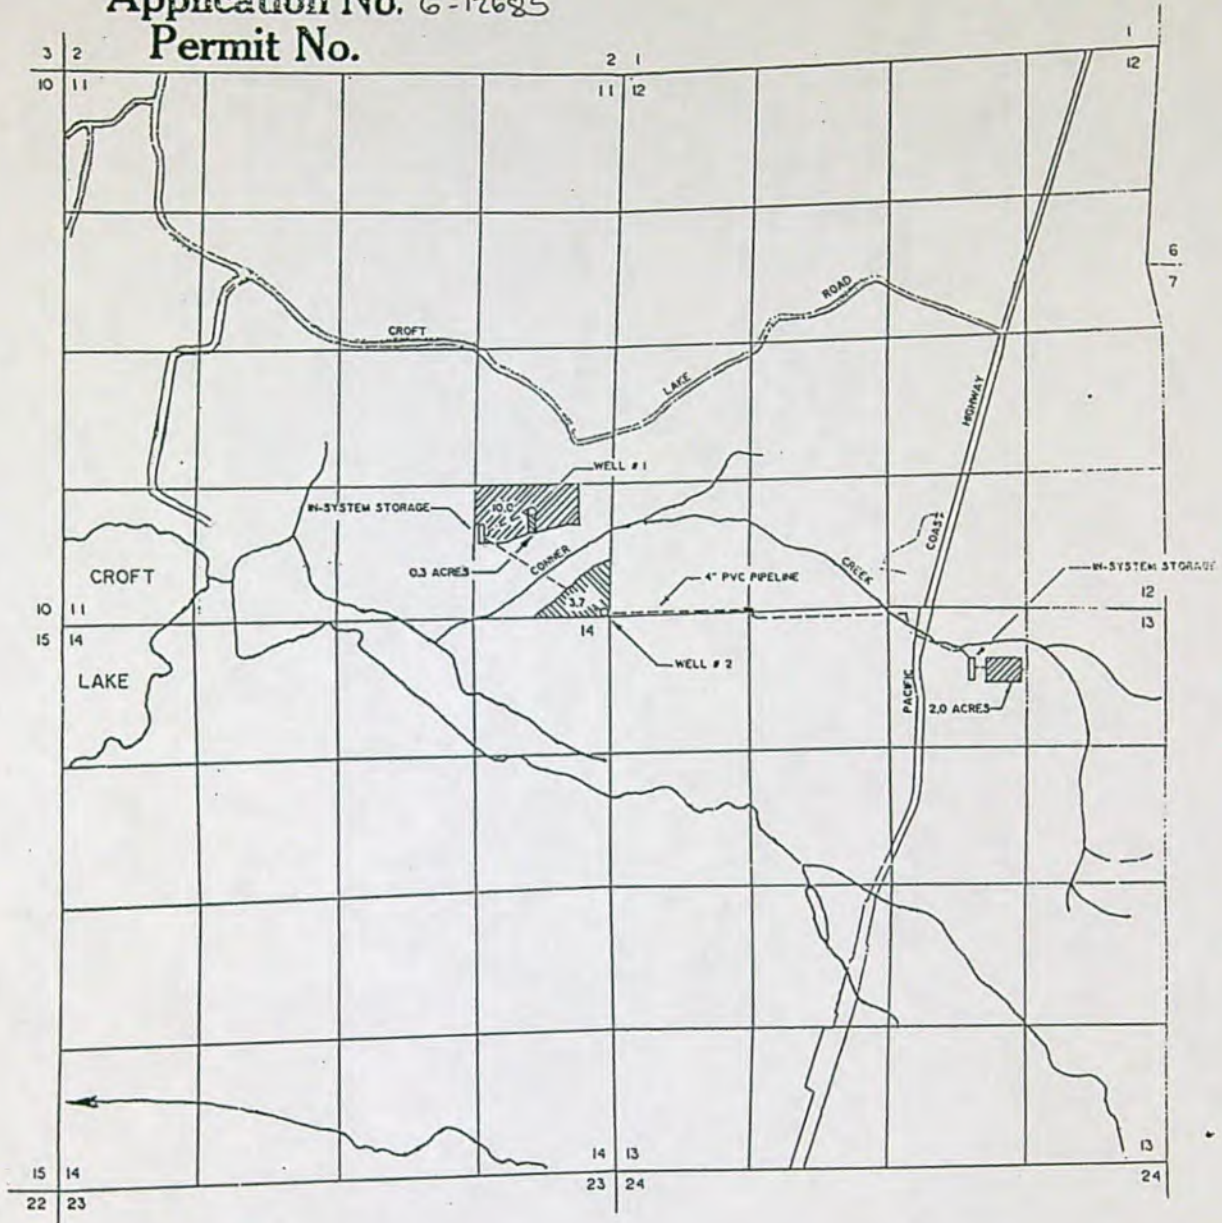 Application No. G-12685
Permit No.
3 2
2 1
1
10 11
11 12
12
6
7
ROAD
CROFT
LAKE
HIGHWAY
WELL # 1
IN-SYSTEM STORAGE
10.0
COAST
CONNER
0.3 ACRES
CREEK
IN-SYSTEM STORAGE
CROFT
4" PVC PIPELINE
3.7
12
10 11
13
15 14
14
WELL # 2
LAKE
PACIFIC
2.0 ACRES
15 14
14 13
13
23 24
24
22 23